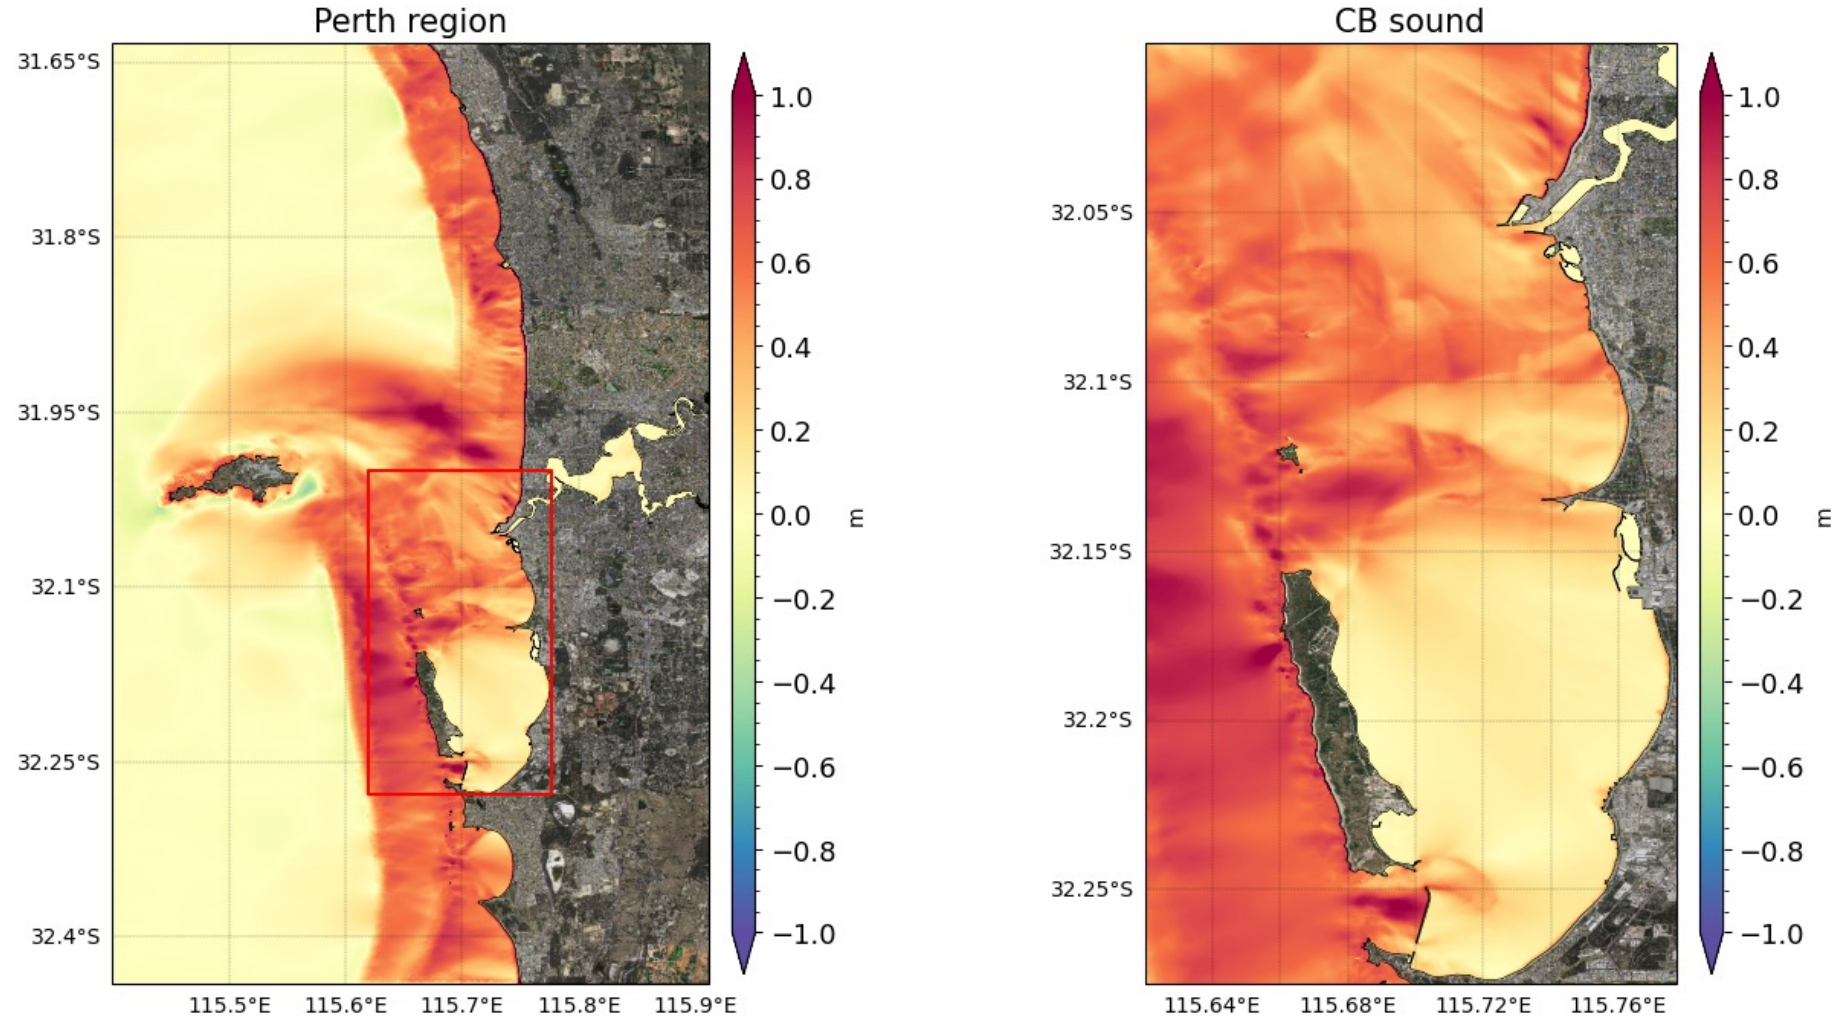 Perth region
31.65°S
31.8°S
31.95°S
32.1°S
32.25°S
32.4°S
115.5°E 115.6°E 115.7°E 115.8°E 115.9°E
1.0
0.8
0.6
0.4
0.2
0.0
−0.2
−0.4
−0.6
−0.8
−1.0
m
CB sound
32.05°S
32.1°S
32.15°S
32.2°S
32.25°S
115.64°E 115.68°E 115.72°E 115.76°E
1.0
0.8
0.6
0.4
0.2
0.0
−0.2
−0.4
−0.6
−0.8
−1.0
m